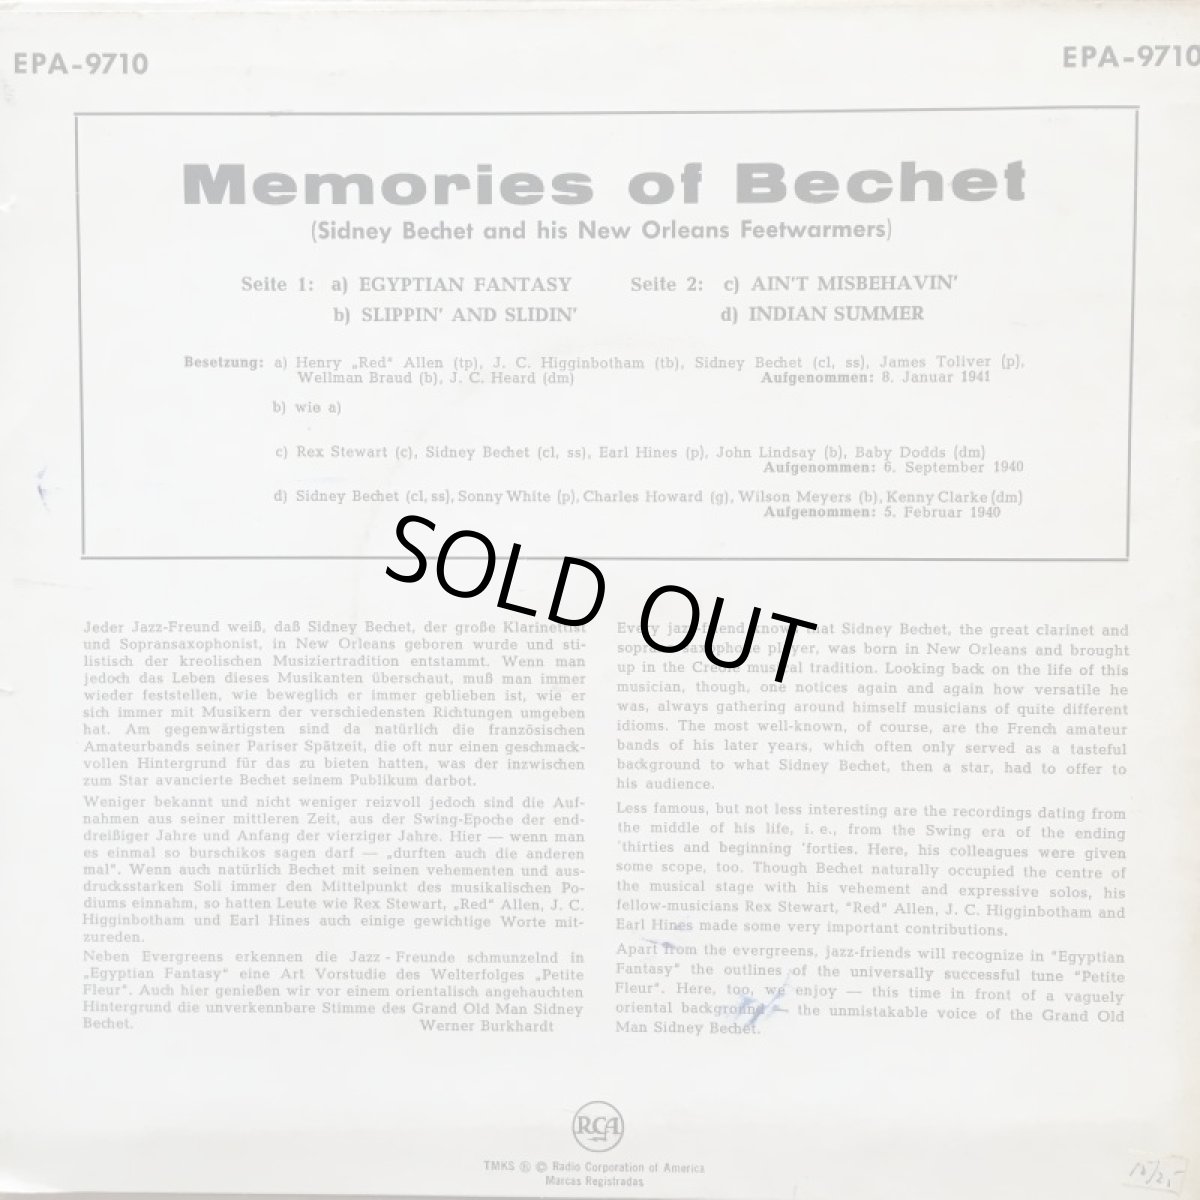 EPA-9710
EPA-9710
Memories of Bechet
(Sidney Bechet and his New Orleans Feetwarmers)
Seite 1: a) EGYPTIAN FANTASY
b) SLIPPIN' AND SLIDIN'
Seite 2: c) AIN'T MISBEHAVIN'
d) INDIAN SUMMER
Besetzung: a) Henry „Red" Allen (tp), J. C. Higginbotham (tb), Sidney Bechet (cl, ss), James Toliver (p),
Wellman Braud (b), J. C. Heard (dm) Aufgenommen: 8. Januar 1941
b) wie a)
c) Rex Stewart (c), Sidney Bechet (cl, ss), Earl Hines (p), John Lindsay (b), Baby Dodds (dm)
Aufgenommen: 6. September 1940
d) Sidney Bechet (cl, ss), Sonny White (p), Charles Howard (g), Wilson Meyers (b), Kenny Clarke (dm)
Aufgenommen: 5. Februar 1940
SOLD OUT
Jeder Jazz-Freund weiß, daß Sidney Bechet, der große Klarinettist
und Sopransaxophonist, in New Orleans geboren wurde und sti-
listisch der kreolischen Musiziertradition entstammt. Wenn man
jedoch das Leben dieses Musikanten überschaut, muß man immer
wieder feststellen, wie beweglich er immer geblieben ist, wie er
sich immer mit Musikern der verschiedensten Richtungen umgeben
hat. Am gegenwärtigsten sind da natürlich die französischen
Amateurbands seiner Pariser Spätzeit, die oft nur einen geschmack-
vollen Hintergrund für das zu bieten hatten, was der inzwischen
zum Star avancierte Bechet seinem Publikum darbot.
Weniger bekannt und nicht weniger reizvoll jedoch sind die Auf-
nahmen aus seiner mittleren Zeit, aus der Swing-Epoche der end-
dreißiger Jahre und Anfang der vierziger Jahre. Hier — wenn man
es einmal so burschikos sagen darf — „durften auch die anderen
mal". Wenn auch natürlich Bechet mit seinen vehementen und aus-
drucksstarken Soli immer den Mittelpunkt des musikalischen Po-
diums einnahm, so hatten Leute wie Rex Stewart, „Red" Allen, J. C.
Higginbotham und Earl Hines auch einige gewichtige Worte mit-
zureden.
Neben Evergreens erkennen die Jazz-Freunde schmunzelnd in
„Egyptian Fantasy" eine Art Vorstudie des Welterfolges „Petite
Fleur". Auch hier genießen wir vor einem orientalisch angehauchten
Hintergrund die unverkennbare Stimme des Grand Old Man Sidney
Bechet. Werner Burkhardt
Every jazz-friend knows that Sidney Bechet, the great clarinet and
soprano saxophone player, was born in New Orleans and brought
up in the Creole musical tradition. Looking back on the life of this
musician, though, one notices again and again how versatile he
was, always gathering around himself musicians of quite different
idioms. The most well-known, of course, are the French amateur
bands of his later years, which often only served as a tasteful
background to what Sidney Bechet, then a star, had to offer to
his audience.
Less famous, but not less interesting are the recordings dating from
the middle of his life, i. e., from the Swing era of the ending
'thirties and beginning 'forties. Here, his colleagues were given
some scope, too. Though Bechet naturally occupied the centre of
the musical stage with his vehement and expressive solos, his
fellow-musicians Rex Stewart, "Red" Allen, J. C. Higginbotham and
Earl Hines made some very important contributions.
Apart from the evergreens, jazz-friends will recognize in "Egyptian
Fantasy" the outlines of the universally successful tune "Petite
Fleur". Here, too, we enjoy — this time in front of a vaguely
oriental background — the unmistakable voice of the Grand Old
Man Sidney Bechet.
RCA
TMKS ® © Radio Corporation of America
Marcas Registradas